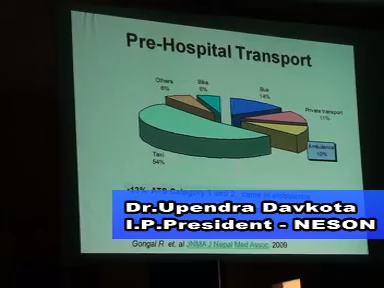 Pre-Hospital Transport
Others
6%
Bike
6%
Bus
14%
Private transport
11%
Ambulance
10%
Taxi
54%
Dr.Upendra Davkota
I.P.President - NESON
Gongal R et. al JNMA J Nepal Med Assoc. 2009